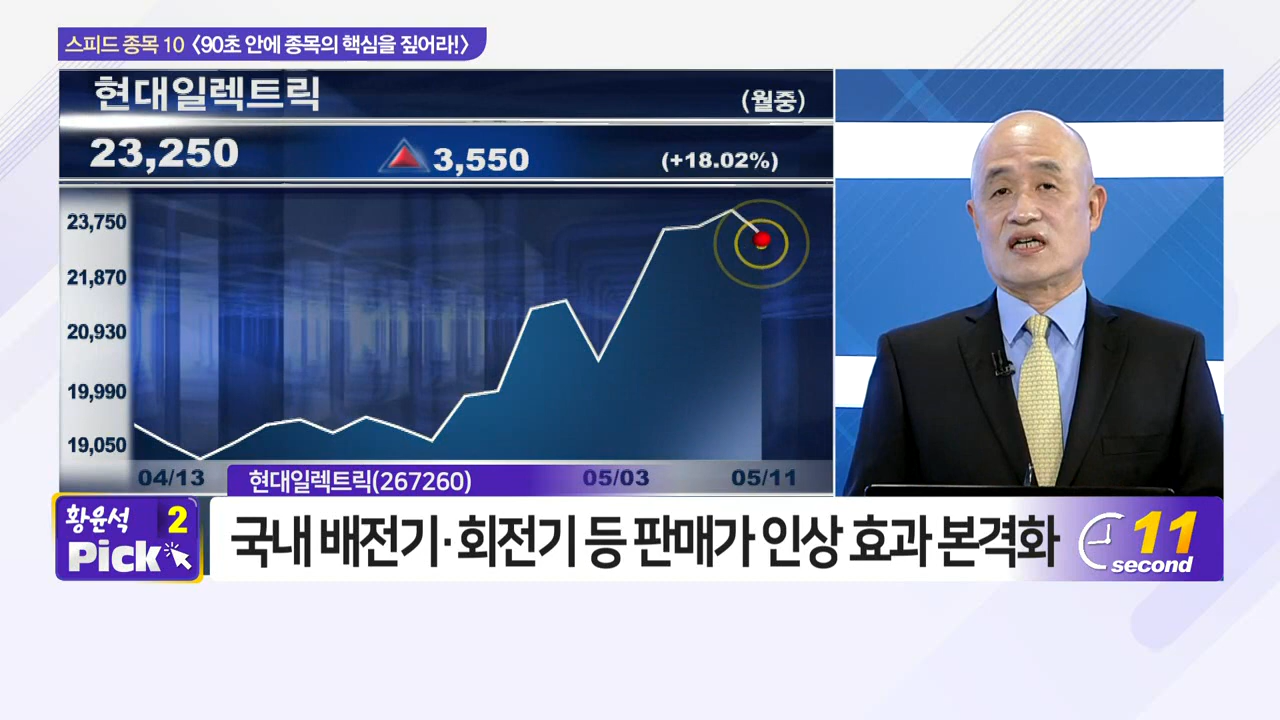 스피드 종목 10 <90초 안에 종목의 핵심을 짚어라!>
현대일렉트릭
(월중)
23,250
3,550
(+18.02%)
23,750
21,870
20,930
19,990
19,050
04/13
05/03
05/11
현대일렉트릭(267260)
황윤석 2
Pick
국내 배전기·회전기 등 판매가 인상 효과 본격화
11
second